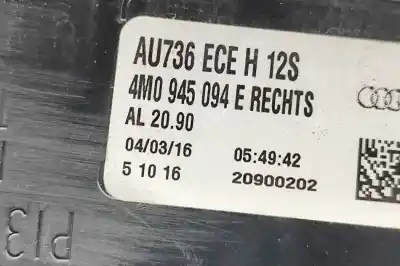 AU736 ECE H 12S
4M0 945 094 E RECHTS
AL 20.90
04/03/16 05:49:42
5 10 16 20900202